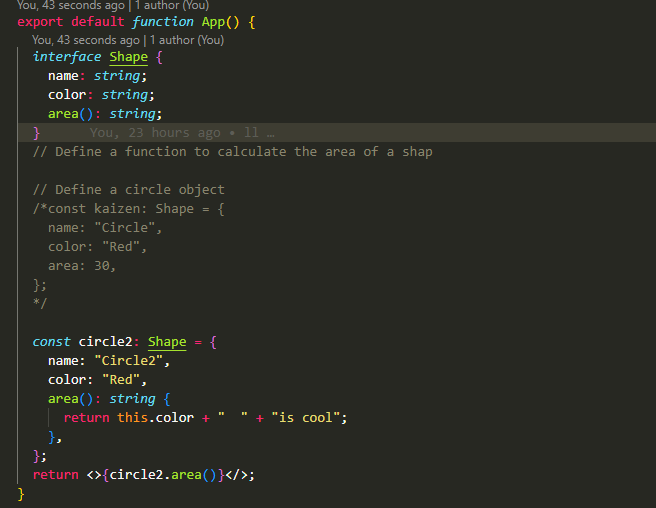 You, 43 seconds ago | 1 author (You)
export default function App() {
You, 43 seconds ago | 1 author (You)
interface Shape {
name: string;
color: string;
area(): string;
} You, 23 hours ago • ll …
// Define a function to calculate the area of a shap
// Define a circle object
/*const kaizen: Shape = {
name: "Circle",
color: "Red",
area: 30,
};
*/
const circle2: Shape = {
name: "Circle2",
color: "Red",
area(): string {
return this.color + "  " + "is cool";
},
};
return <>{circle2.area()}</>;
}